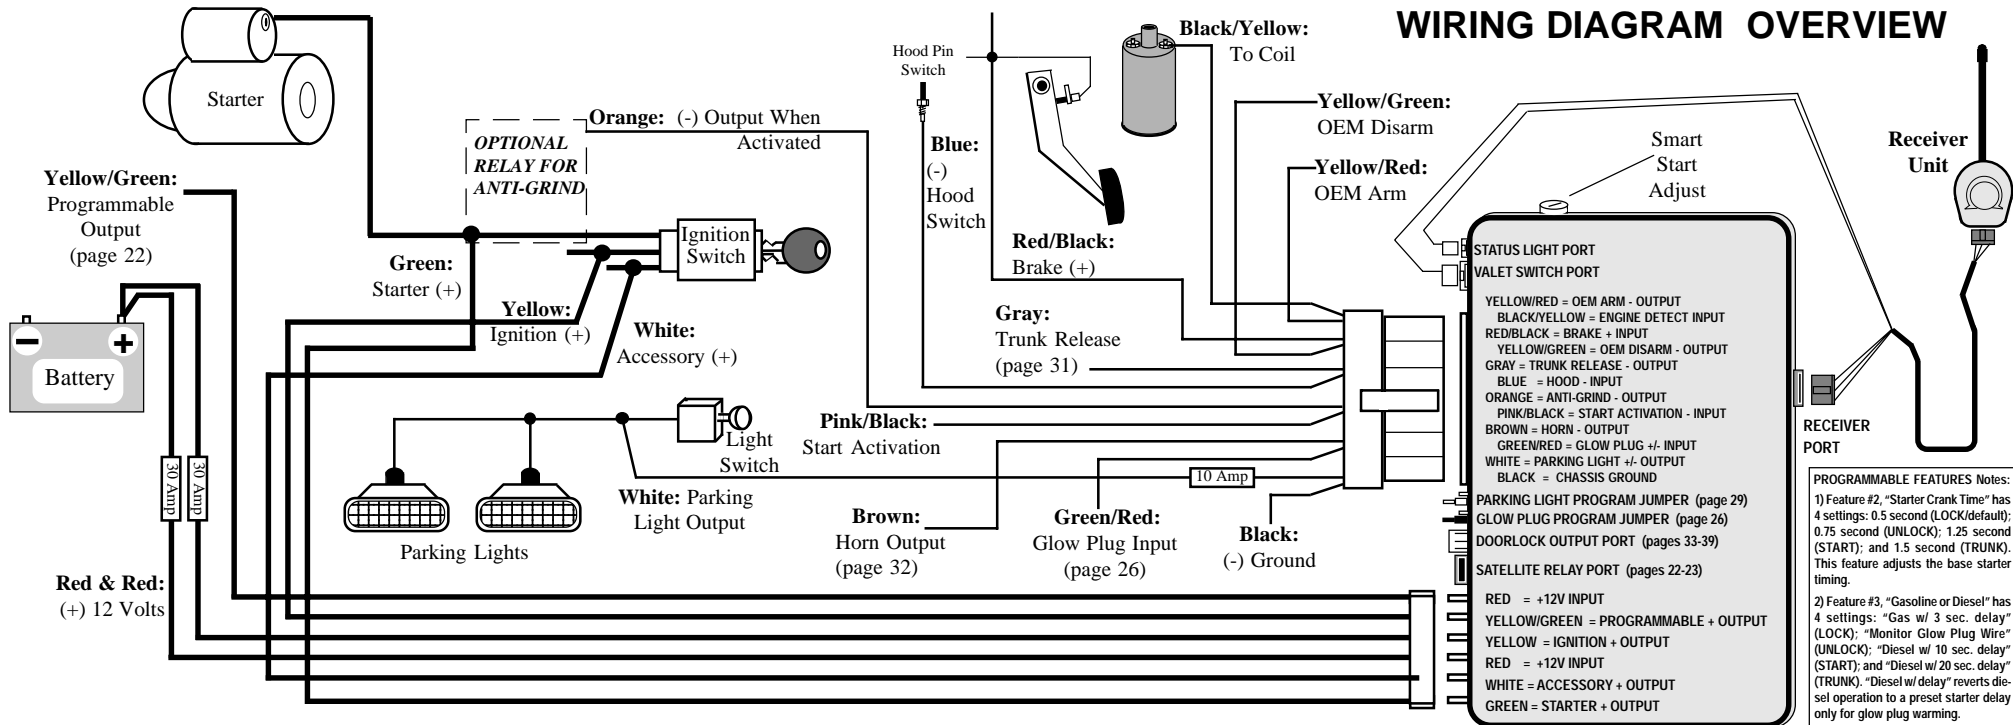 WIRING DIAGRAM OVERVIEW
Starter
OPTIONAL
RELAY FOR
ANTI-GRIND
Orange: (-) Output When
Activated
Hood Pin
Switch
Black/Yellow:
To Coil
Yellow/Green:
OEM Disarm
Yellow/Red:
OEM Arm
Smart
Start
Adjust
Receiver
Unit
Yellow/Green:
Programmable
Output
(page 22)
Ignition
Switch
Green:
Starter (+)
Yellow:
Ignition (+)
White:
Accessory (+)
Blue:
(-)
Hood
Switch
Red/Black:
Brake (+)
Gray:
Trunk Release
(page 31)
Battery
30 Amp
30 Amp
Red & Red:
(+) 12 Volts
Light
Switch
Parking Lights
White: Parking
Light Output
Pink/Black:
Start Activation
10 Amp
Brown:
Horn Output
(page 32)
Green/Red:
Glow Plug Input
(page 26)
Black:
(-) Ground
STATUS LIGHT PORT
VALET SWITCH PORT
YELLOW/RED = OEM ARM - OUTPUT
BLACK/YELLOW = ENGINE DETECT INPUT
RED/BLACK = BRAKE + INPUT
YELLOW/GREEN = OEM DISARM - OUTPUT
GRAY = TRUNK RELEASE - OUTPUT
BLUE = HOOD - INPUT
ORANGE = ANTI-GRIND - OUTPUT
PINK/BLACK = START ACTIVATION - INPUT
BROWN = HORN - OUTPUT
GREEN/RED = GLOW PLUG +/- INPUT
WHITE = PARKING LIGHT +/- OUTPUT
BLACK = CHASSIS GROUND
PARKING LIGHT PROGRAM JUMPER (page 29)
GLOW PLUG PROGRAM JUMPER (page 26)
DOORLOCK OUTPUT PORT (pages 33-39)
SATELLITE RELAY PORT (pages 22-23)
RED = +12V INPUT
YELLOW/GREEN = PROGRAMMABLE + OUTPUT
YELLOW = IGNITION + OUTPUT
RED = +12V INPUT
WHITE = ACCESSORY + OUTPUT
GREEN = STARTER + OUTPUT
RECEIVER
PORT
PROGRAMMABLE FEATURES Notes:
1) Feature #2, “Starter Crank Time” has
4 settings: 0.5 second (LOCK/default);
0.75 second (UNLOCK); 1.25 second
(START); and 1.5 second (TRUNK).
This feature adjusts the base starter
timing.
2) Feature #3, “Gasoline or Diesel” has
4 settings: “Gas w/ 3 sec. delay”
(LOCK); “Monitor Glow Plug Wire”
(UNLOCK); “Diesel w/ 10 sec. delay”
(START); and “Diesel w/ 20 sec. delay”
(TRUNK). “Diesel w/ delay” reverts die-
sel operation to a preset starter delay
only for glow plug warming.